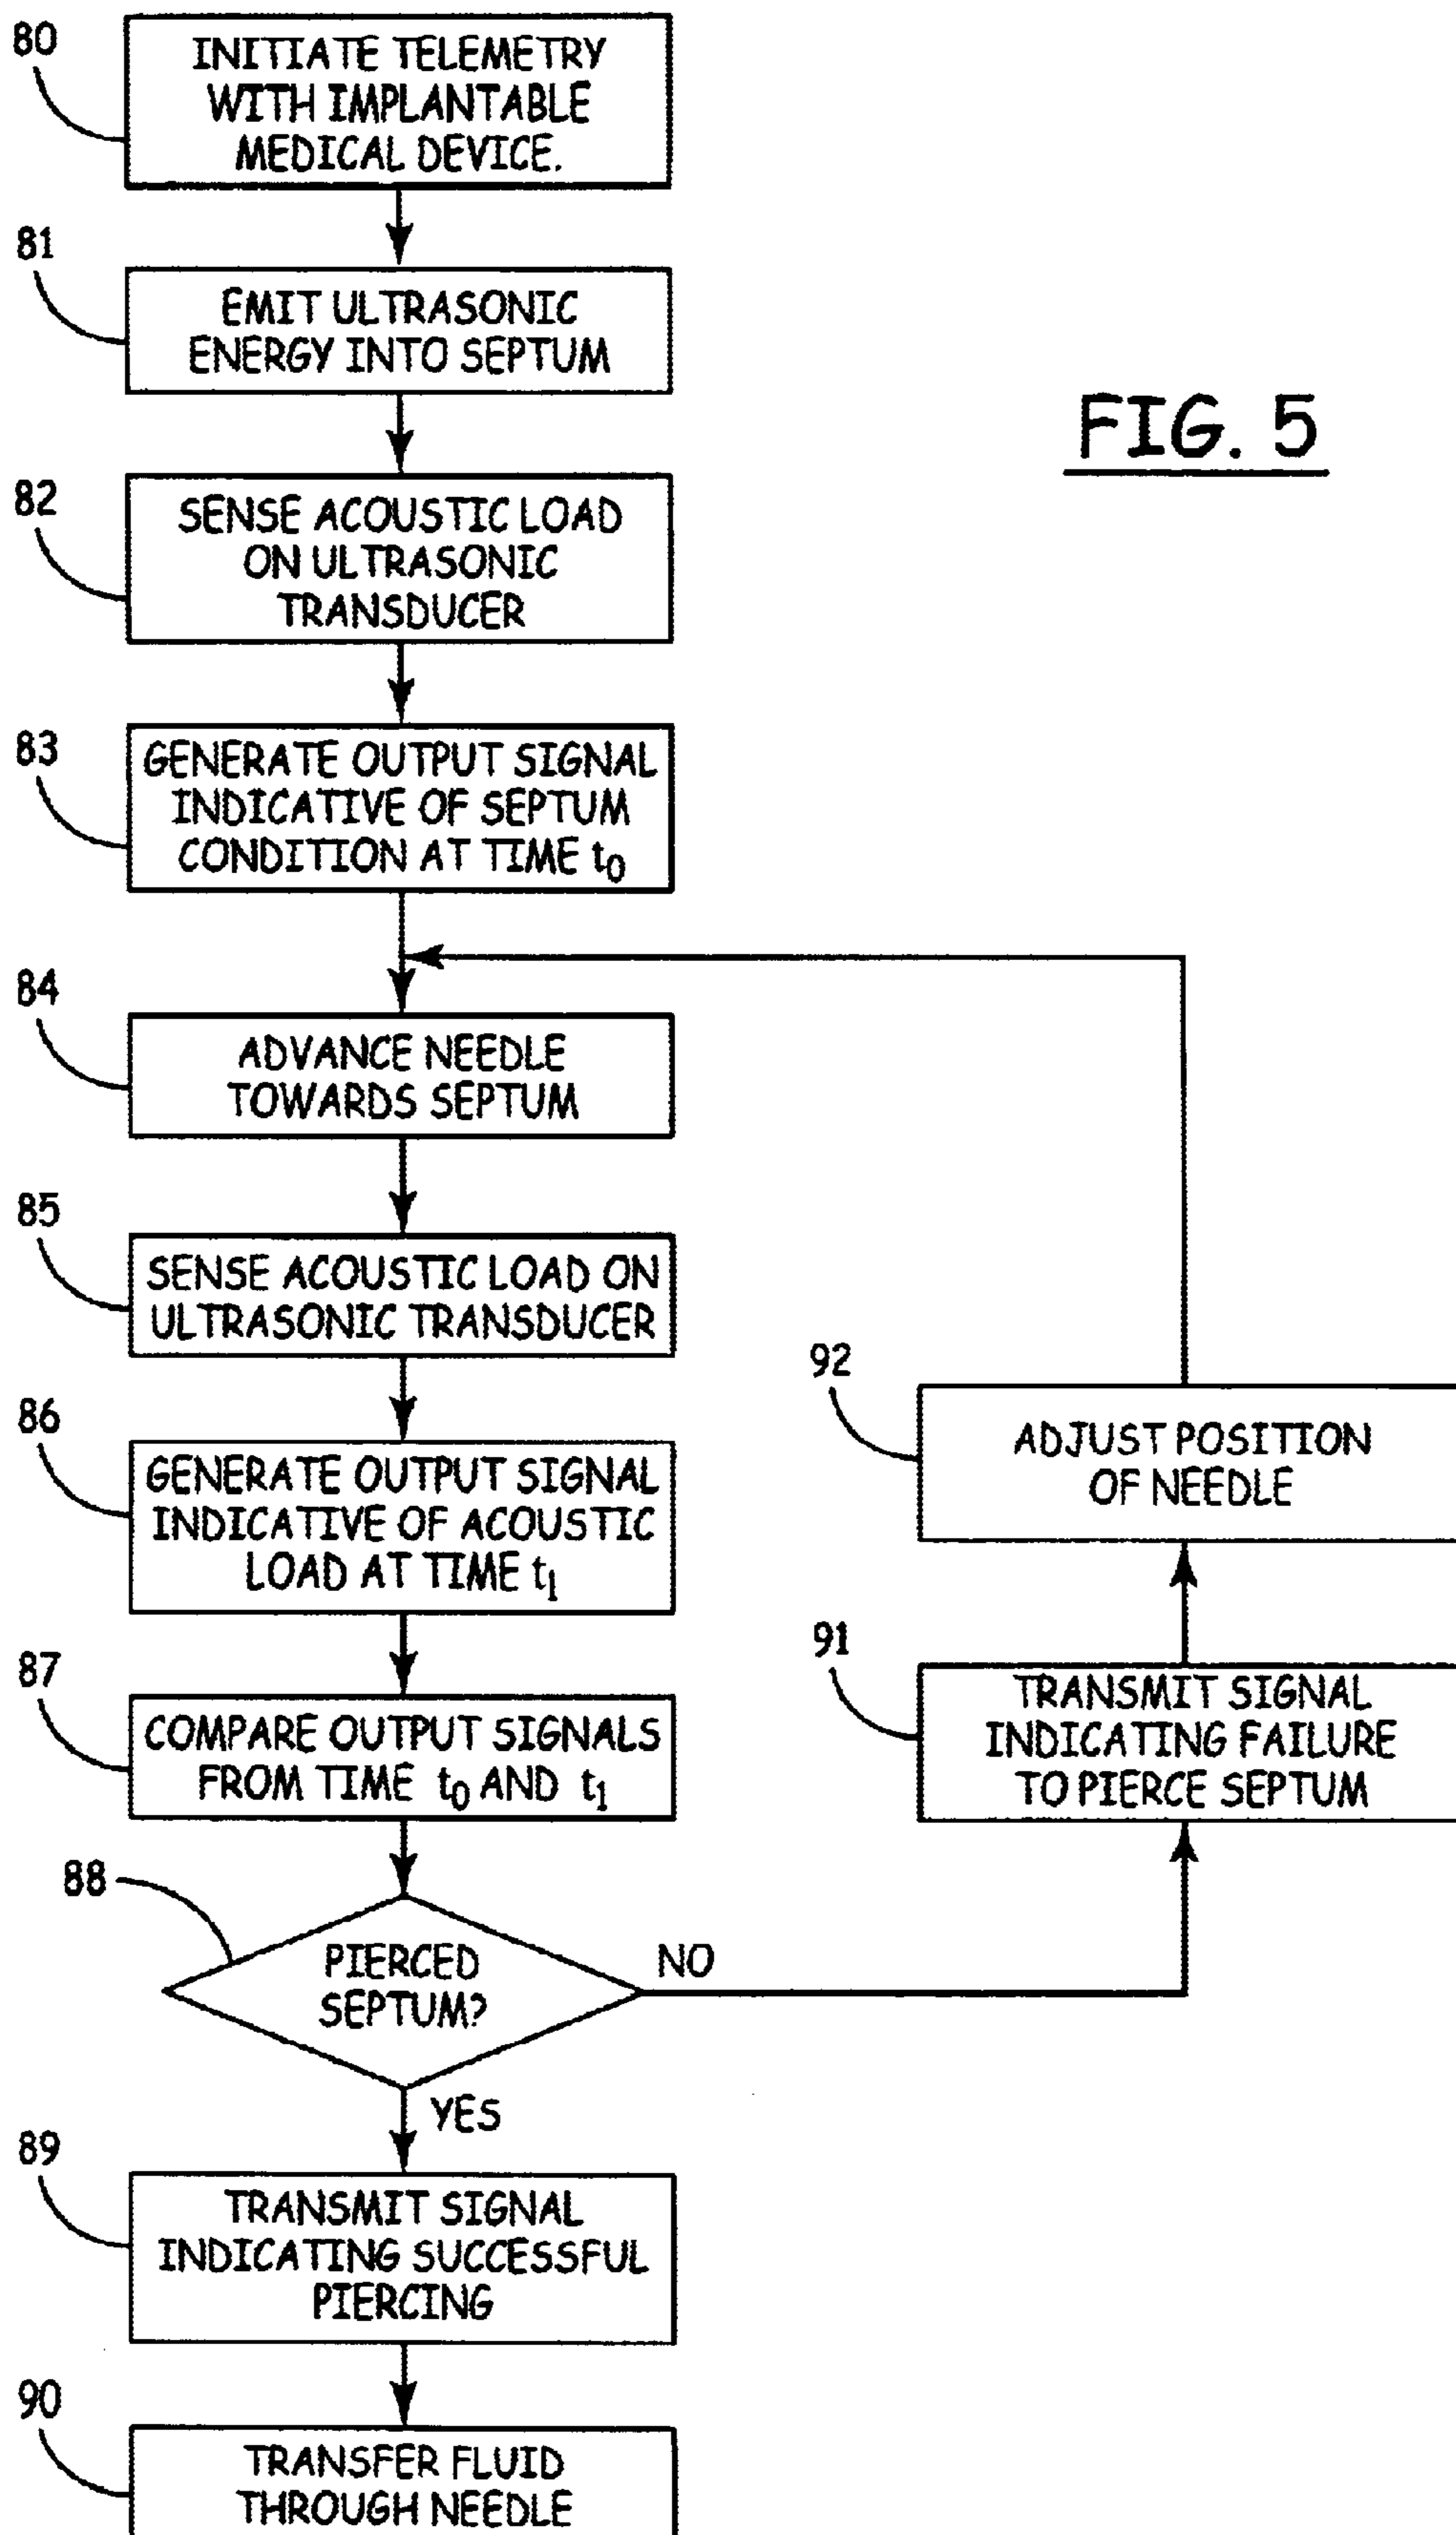 80
INITIATE TELEMETRY
WITH IMPLANTABLE
MEDICAL DEVICE.
81
EMIT ULTRASONIC
ENERGY INTO SEPTUM
FIG. 5
82
SENSE ACOUSTIC LOAD
ON ULTRASONIC
TRANSDUCER
83
GENERATE OUTPUT SIGNAL
INDICATIVE OF SEPTUM
CONDITION AT TIME t0
84
ADVANCE NEEDLE
TOWARDS SEPTUM
85
SENSE ACOUSTIC LOAD ON
ULTRASONIC TRANSDUCER
86
GENERATE OUTPUT SIGNAL
INDICATIVE OF ACOUSTIC
LOAD AT TIME t1
87
COMPARE OUTPUT SIGNALS
FROM TIME t0 AND t1
88
PIERCED
SEPTUM?
NO
YES
89
TRANSMIT SIGNAL
INDICATING SUCCESSFUL
PIERCING
90
TRANSFER FLUID
THROUGH NEEDLE
91
TRANSMIT SIGNAL
INDICATING FAILURE
TO PIERCE SEPTUM
92
ADJUST POSITION
OF NEEDLE